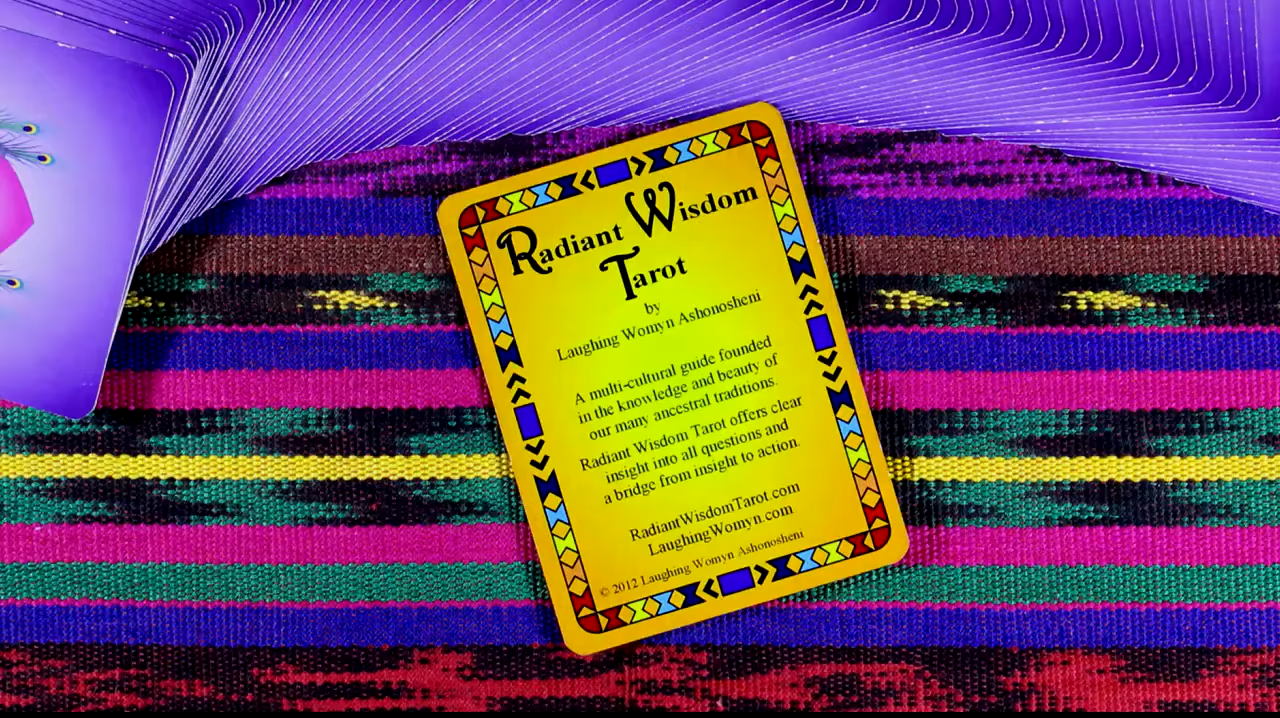 Radiant Wisdom
Tarot
by
Laughing Womyn Ashonosheni
A multi-cultural guide founded
in the knowledge and beauty of
our many ancestral traditions.
Radiant Wisdom Tarot offers clear
insight into all questions and
a bridge from insight to action.
RadiantWisdomTarot.com
LaughingWomyn.com
© 2012 Laughing Womyn Ashonosheni